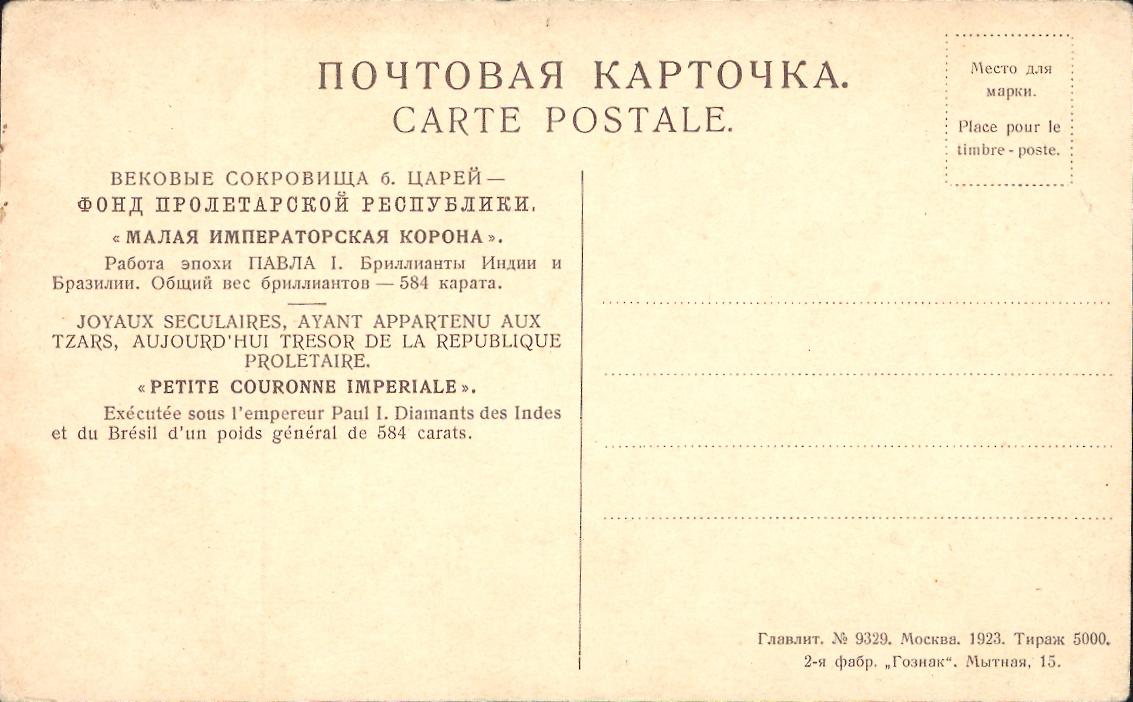 ПОЧТОВАЯ КАРТОЧКА.
CARTE POSTALE.
Место для
марки.
Place pour le
timbre-poste.
ВЕКОВЫЕ СОКРОВИЩА б. ЦАРЕЙ —
ФОНД ПРОЛЕТАРСКОЙ РЕСПУБЛИКИ.
«МАЛАЯ ИМПЕРАТОРСКАЯ КОРОНА».
Работа эпохи ПАВЛА I. Бриллианты Индии и
Бразилии. Общий вес бриллиантов — 584 карата.
JOYAUX SECULAIRES, AYANT APPARTENU AUX
TZARS, AUJOURD'HUI TRESOR DE LA REPUBLIQUE
PROLETAIRE.
«PETITE COURONNE IMPERIALE».
Exécutée sous l'empereur Paul I. Diamants des Indes
et du Brésil d'un poids général de 584 carats.
Главлит. № 9329. Москва. 1923. Тираж 5000.
2-я фабр. „Гознак“. Мытная, 15.